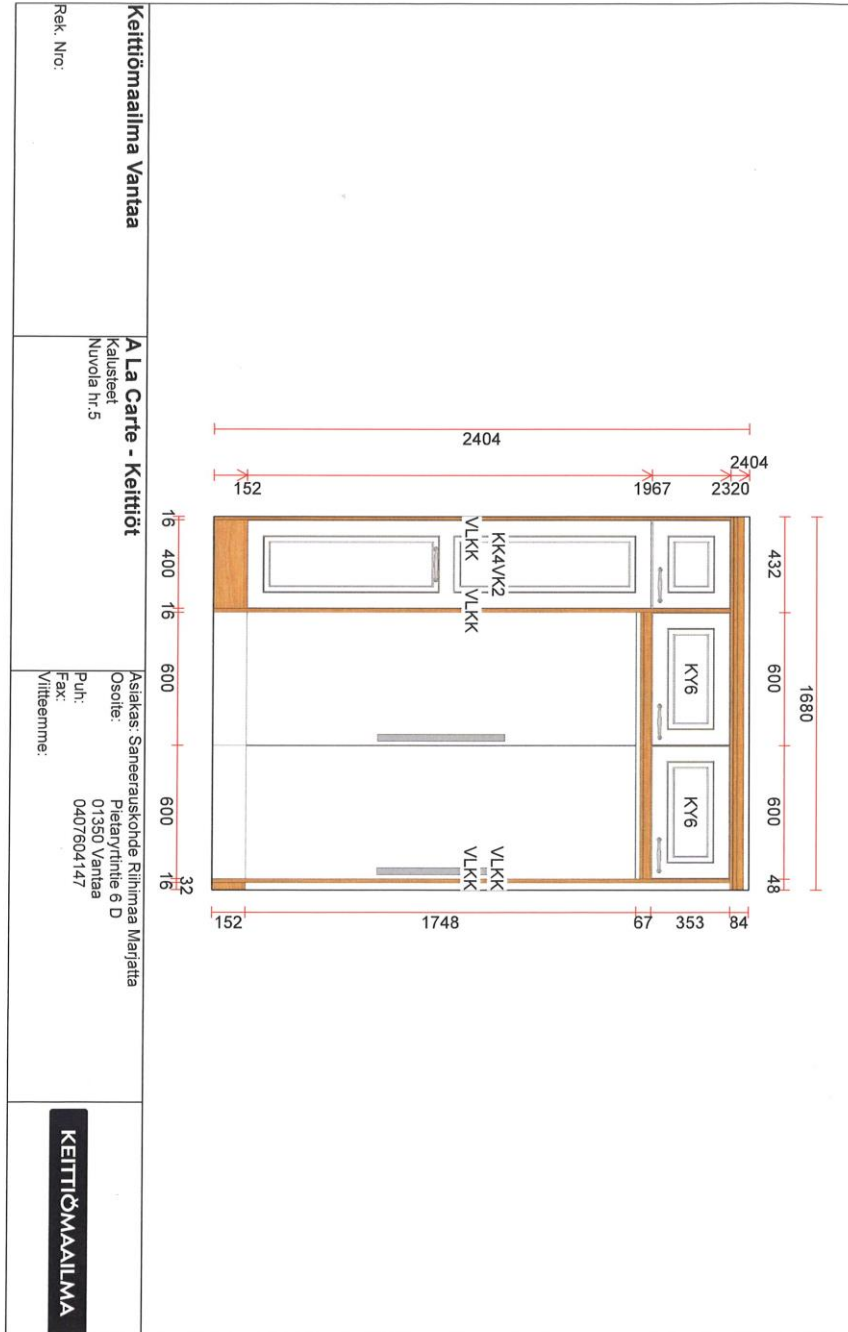 2404
2404
152
1967
2320
16
400
16
600
600
16
32
432
600
600
48
1680
VLKK
KK4VK2
VLKK
KY6
KY6
VLKK
VLKK
152
1748
67
353
84
Keittiömaailma Vantaa
Rek. Nro:
A La Carte - Keittiöt
Kalusteet
Nuvola hr.5
Asiakas: Saneerauskohde Riihimaa Marjatta
Osoite: Pietaryrtintie 6 D
01350 Vantaa
Puh: 0407604147
Fax:
Viitteemme:
KEITTIÖMAAILMA